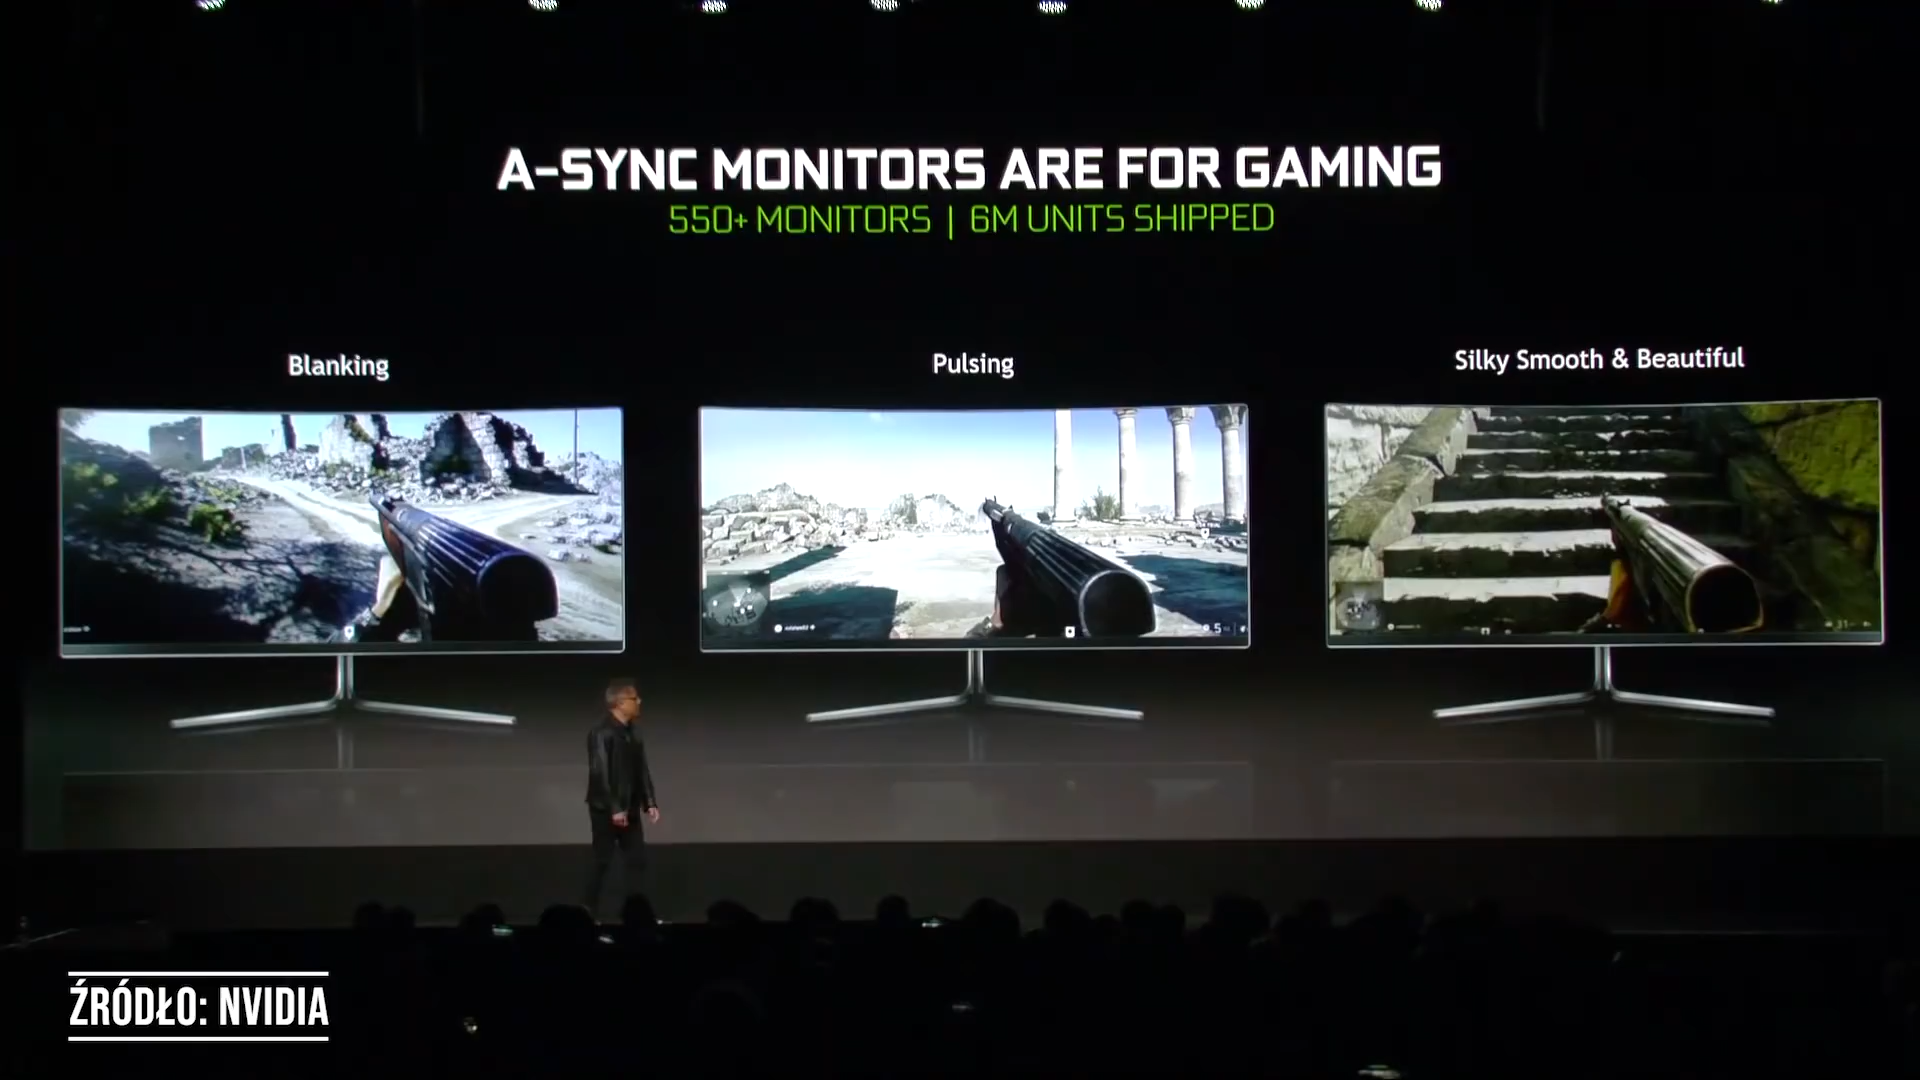 A-SYNC MONITORS ARE FOR GAMING
550+ MONITORS | 6M UNITS SHIPPED
Blanking
Pulsing
Silky Smooth & Beautiful
ŹRÓDŁO: NVIDIA